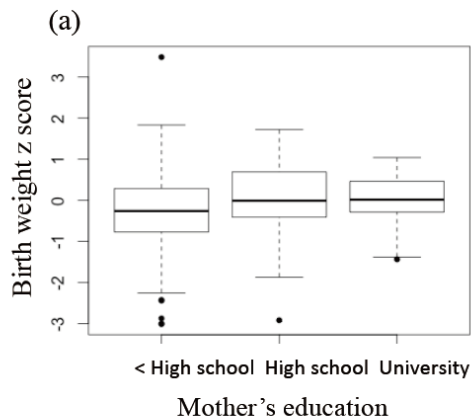 (a)
Birth weight z score
3
2
1
0
-1
-2
-3
< High school High school University
Mother's education